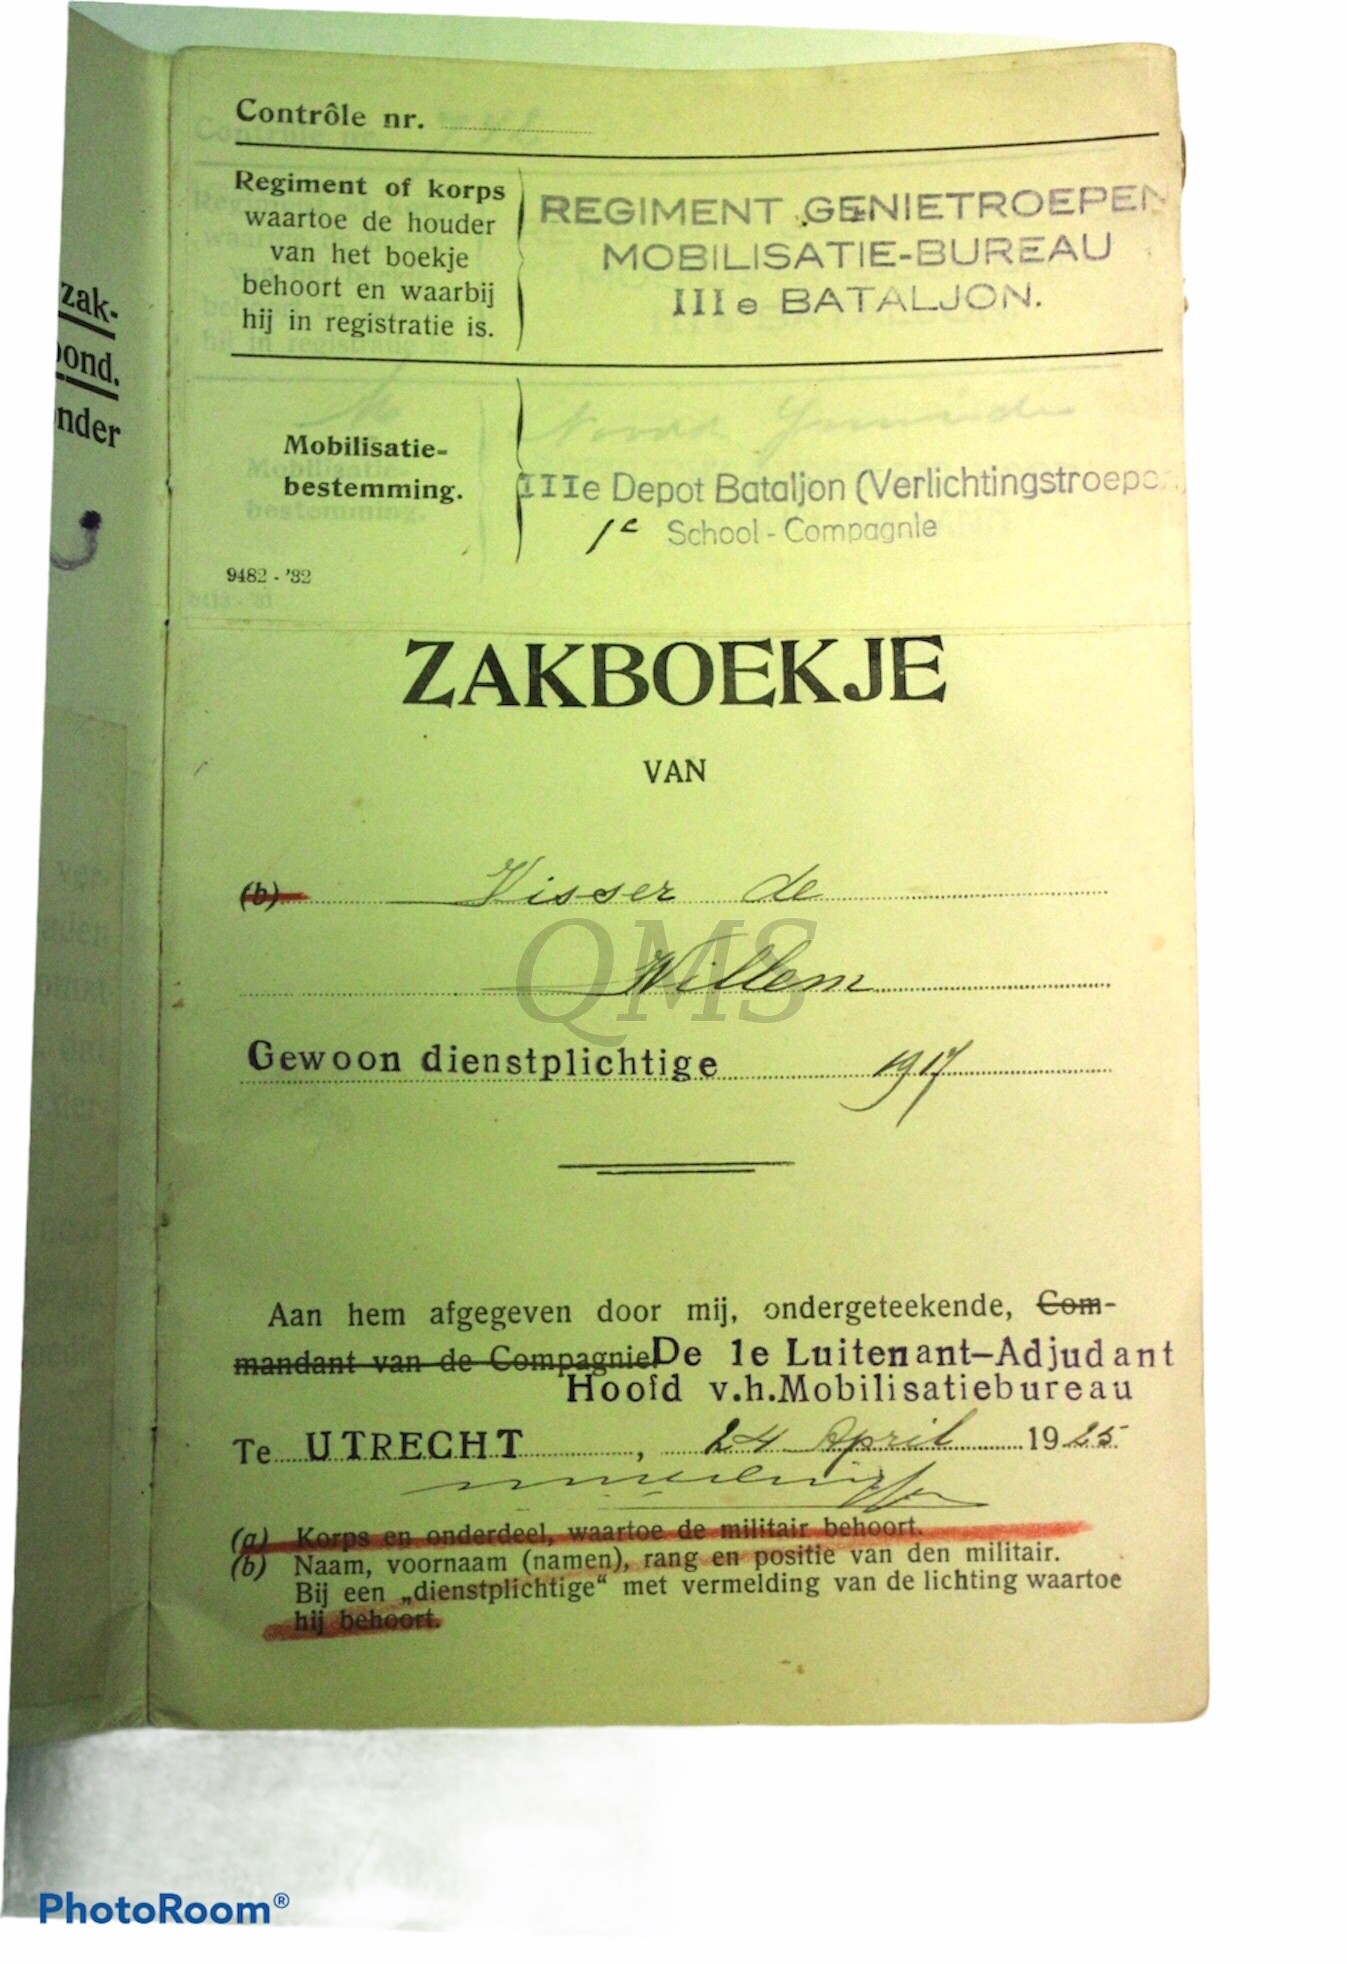 zak-
ond.
nder
Contrôle nr.
Regiment of korps
waartoe de houder
van het boekje
behoort en waarbij
hij in registratie is.
REGIMENT GENIETROEPEN
MOBILISATIE-BUREAU
IIIe BATALJON.
Mobilisatie-
bestemming.
IIIe Depot Bataljon (Verlichtingstroepen
1e School-Compagnie
9482 - '32
ZAKBOEKJE
VAN
(b) Visser de
Willem
QMS
Gewoon dienstplichtige 1917
Aan hem afgegeven door mij, ondergeteekende, Com-
mandant van de Compagnie De 1e Luitenant-Adjudant
Hoofd v.h. Mobilisatiebureau
Te UTRECHT, 24 April 1925
(a) Korps en onderdeel, waartoe de militair behoort.
(b) Naam, voornaam (namen), rang en positie van den militair.
Bij een „dienstplichtige" met vermelding van de lichting waartoe
hij behoort.
PhotoRoom®